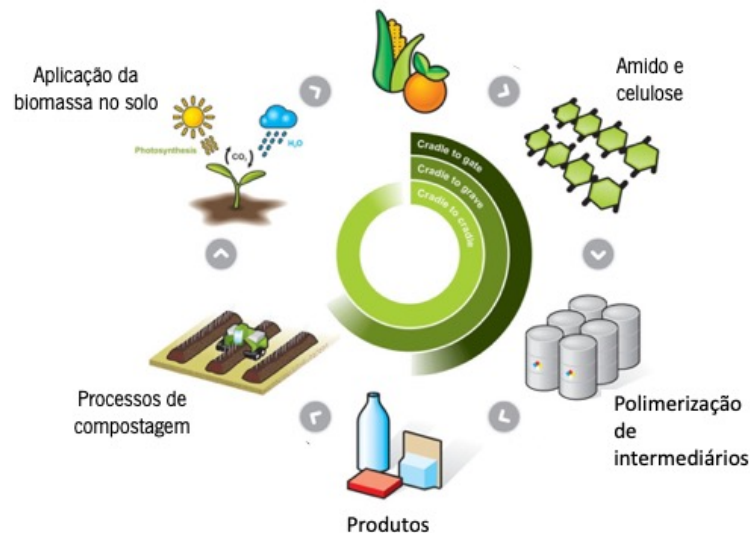 Aplicação da
biomassa no solo
Photosynthesis
CO₂
H₂O
Amido e
celulose
Cradle to gate
Cradle to grave
Cradle to cradle
Processos de
compostagem
Polimerização
de
intermediários
Produtos